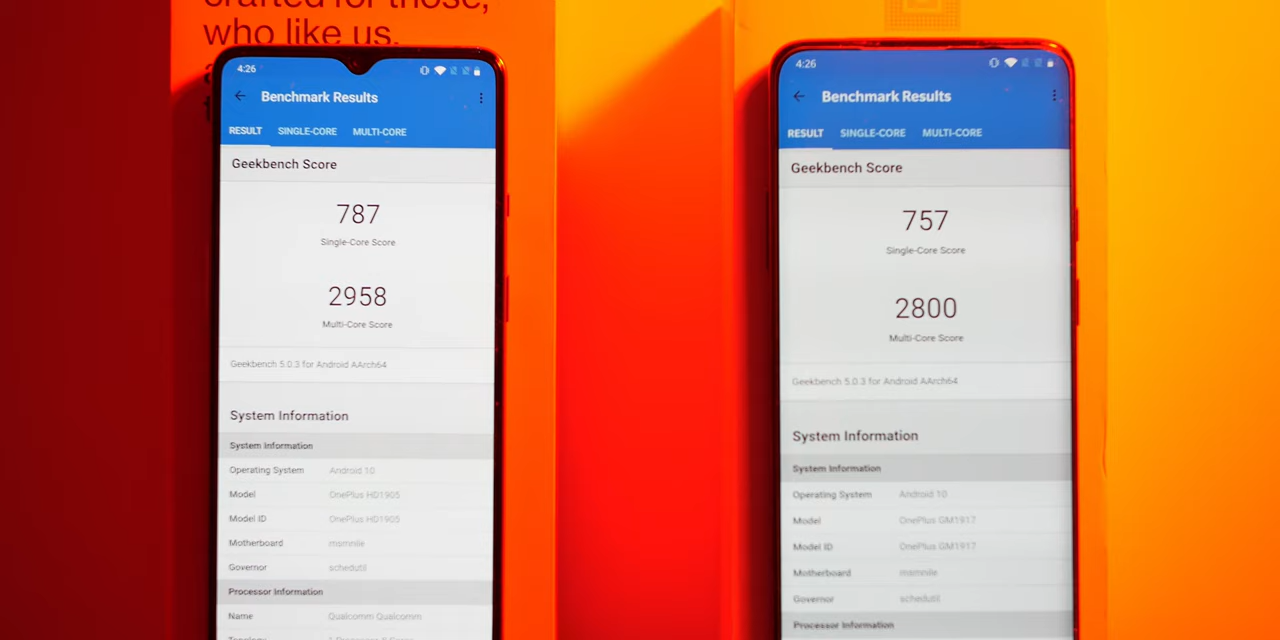 crafted for those,
who like us,
4:26
Benchmark Results
RESULT SINGLE-CORE MULTI-CORE
Geekbench Score
787
Single-Core Score
2958
Multi-Core Score
Geekbench 5.0.3 for Android AArch64
System Information
System Information
Operating System Android 10
Model OnePlus HD1905
Model ID OnePlus HD1905
Motherboard msmnile
Governor schedutil
Processor Information
Name Qualcomm Qualcomm
4:26
Benchmark Results
RESULT SINGLE-CORE MULTI-CORE
Geekbench Score
757
Single-Core Score
2800
Multi-Core Score
Geekbench 5.0.3 for Android AArch64
System Information
System Information
Operating System Android 10
Model OnePlus GM1917
Model ID OnePlus GM1917
Motherboard msmnile
Governor schedutil
Processor Information